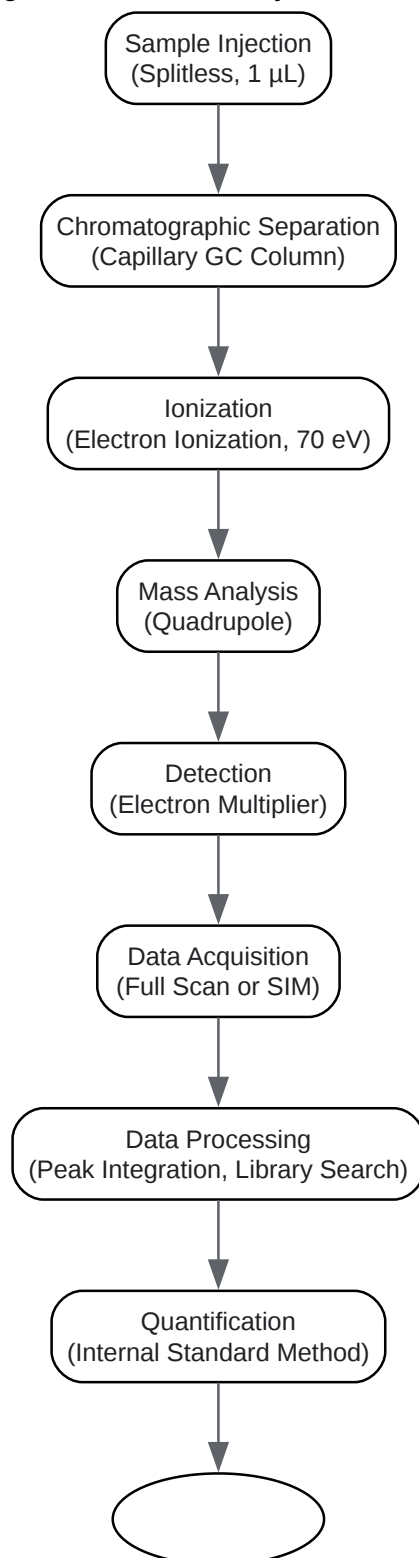 Sample Injection
(Splitless, 1 µL)
Chromatographic Separation
(Capillary GC Column)
Ionization
(Electron Ionization, 70 eV)
Mass Analysis
(Quadrupole)
Detection
(Electron Multiplier)
Data Acquisition
(Full Scan or SIM)
Data Processing
(Peak Integration, Library Search)
Quantification
(Internal Standard Method)